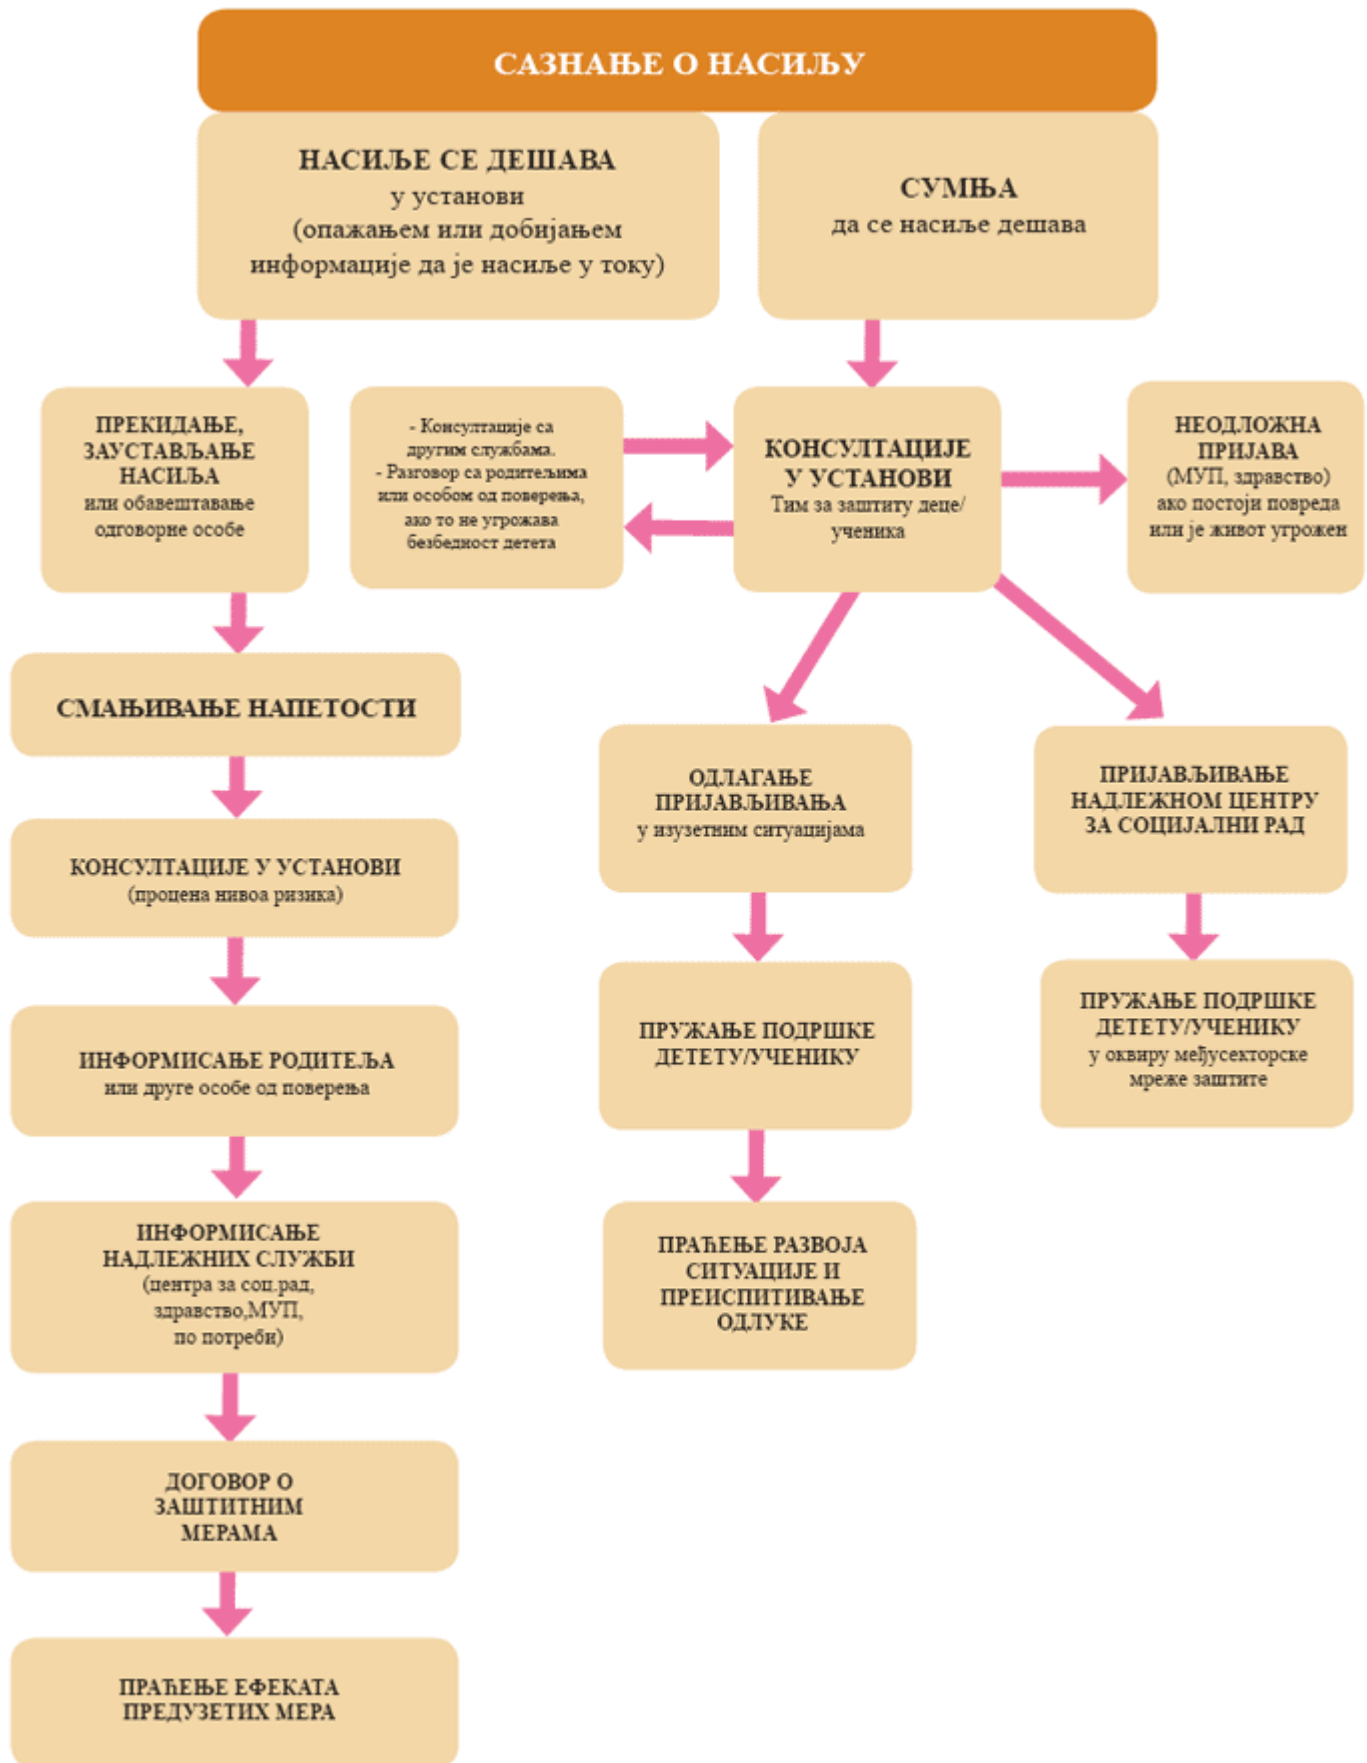 САЗНАЊЕ О НАСИЉУ
НАСИЉЕ СЕ ДЕШАВА
у установи
(опажањем или добијањем
информације да је насиље у току)
СУМЊА
да се насиље дешава
ПРЕКИДАЊЕ,
ЗАУСТАВЉАЊЕ
НАСИЉА
или обавештавање
одговорне особе
- Консултације са
другим службама.
- Разговор са родитељима
или особом од поверења,
ако то не угрожава
безбедност детета
КОНСУЛТАЦИЈЕ
У УСТАНОВИ
Тим за заштиту деце/
ученика
НЕОДЛОЖНА
ПРИЈАВА
(МУП, здравство)
ако постоји повреда
или је живот угрожен
СМАЊИВАЊЕ НАПЕТОСТИ
КОНСУЛТАЦИЈЕ У УСТАНОВИ
(процена нивоа ризика)
ИНФОРМИСАЊЕ РОДИТЕЉА
или друге особе од поверења
ИНФОРМИСАЊЕ
НАДЛЕЖНИХ СЛУЖБИ
(центра за соц.рад,
здравство,МУП,
по потреби)
ДОГОВОР О
ЗАШТИТНИМ
МЕРАМА
ПРАЋЕЊЕ ЕФЕКАТА
ПРЕДУЗЕТИХ МЕРА
ОДЛАГАЊЕ
ПРИЈАВЉИВАЊА
у изузетним ситуацијама
ПРУЖАЊЕ ПОДРШКЕ
ДЕТЕТУ/УЧЕНИКУ
ПРАЋЕЊЕ РАЗВОЈА
СИТУАЦИЈЕ И
ПРЕИСПИТИВАЊЕ
ОДЛУКЕ
ПРИЈАВЉИВАЊЕ
НАДЛЕЖНОМ ЦЕНТРУ
ЗА СОЦИЈАЛНИ РАД
ПРУЖАЊЕ ПОДРШКЕ
ДЕТЕТУ/УЧЕНИКУ
у оквиру међусекторске
мреже заштите